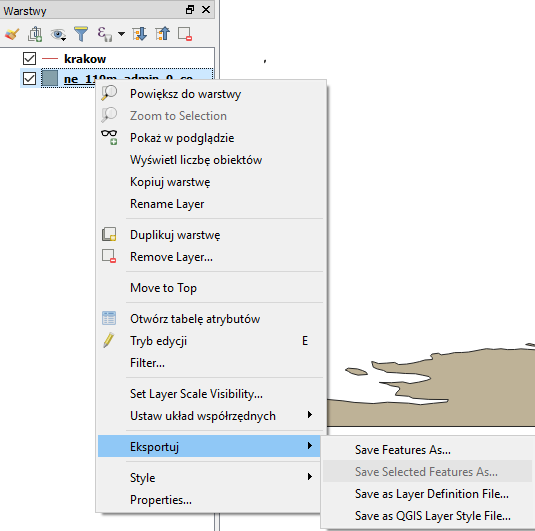 Warstwy
krakow
ne_110m_admin_0_co
Powiększ do warstwy
Zoom to Selection
Pokaż w podglądzie
Wyświetl liczbę obiektów
Kopiuj warstwę
Rename Layer
Duplikuj warstwę
Remove Layer...
Move to Top
Otwórz tabelę atrybutów
Tryb edycji E
Filter...
Set Layer Scale Visibility...
Ustaw układ współrzędnych
Eksportuj
Save Features As...
Save Selected Features As...
Style
Save as Layer Definition File...
Properties...
Save as QGIS Layer Style File...